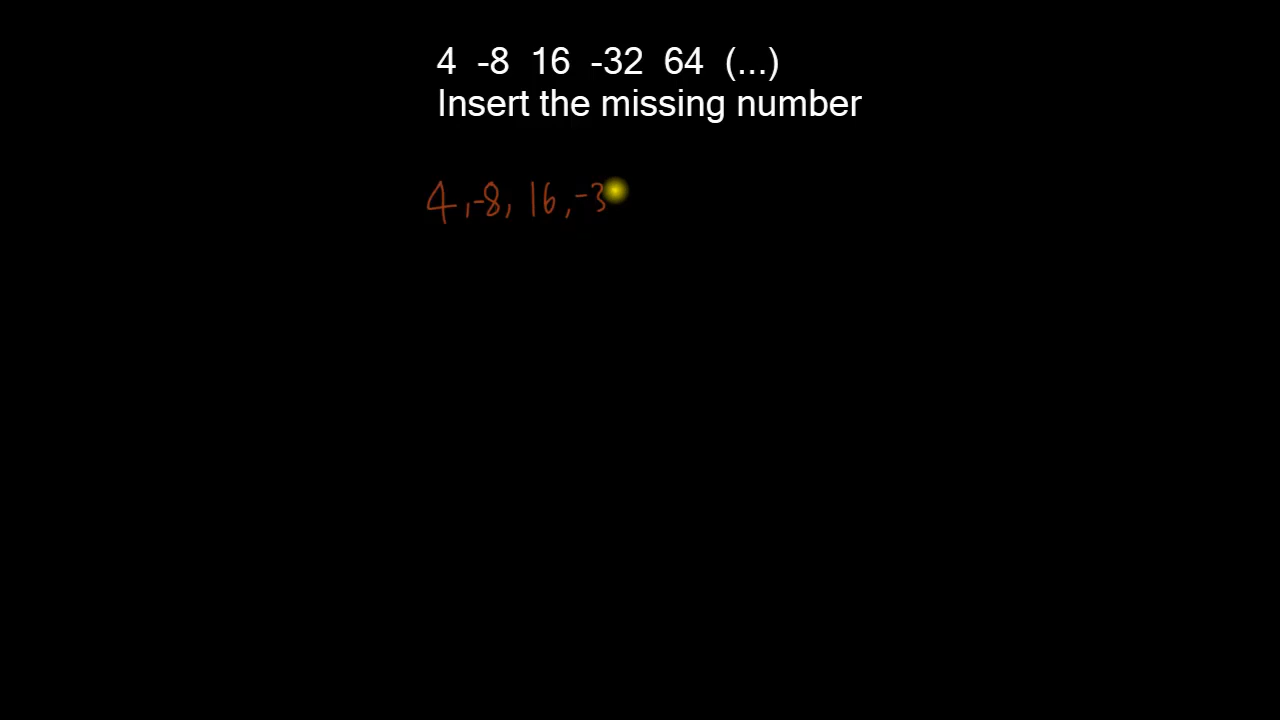 4 -8 16 -32 64 (...)
Insert the missing number
4, -8, 16, -3